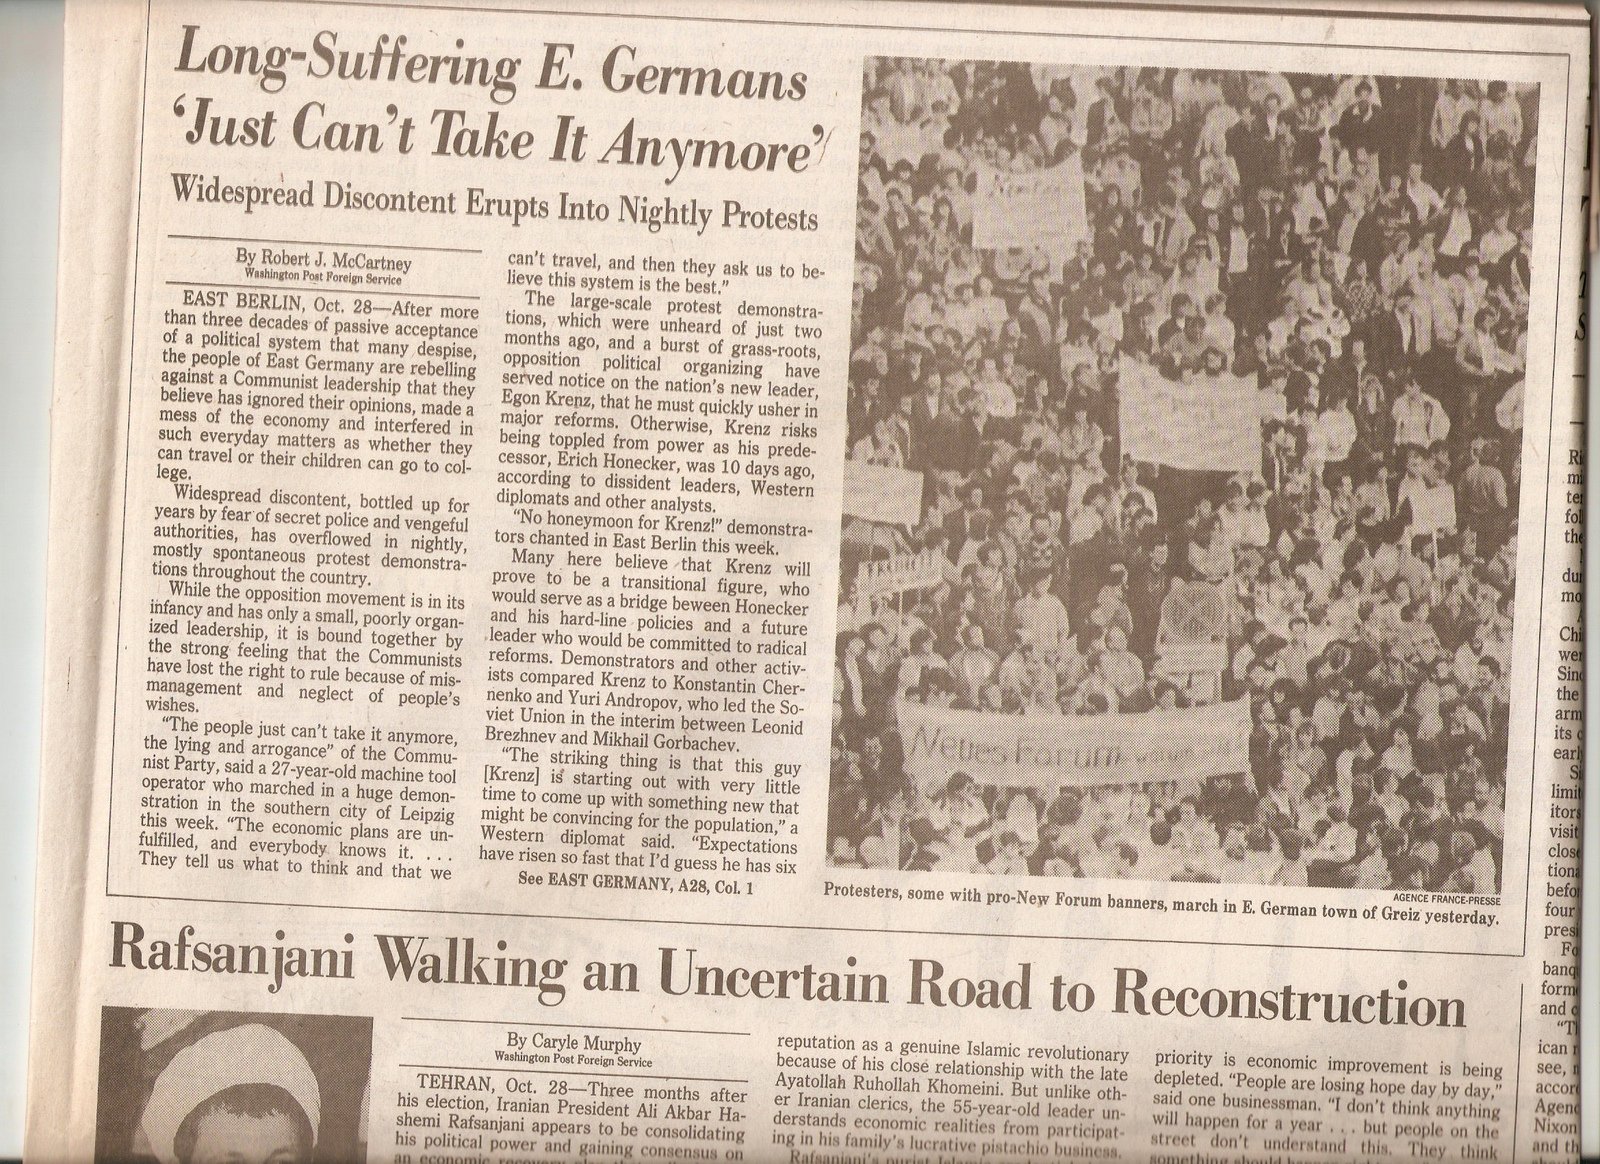 Long-Suffering E. Germans
‘Just Can’t Take It Anymore’
Widespread Discontent Erupts Into Nightly Protests
By Robert J. McCartney
Washington Post Foreign Service
EAST BERLIN, Oct. 28—After more
than three decades of passive acceptance
of a political system that many despise,
the people of East Germany are rebelling
against a Communist leadership that they
believe has ignored their opinions, made a
mess of the economy and interfered in
such everyday matters as whether they
can travel or their children can go to col-
lege.
Widespread discontent, bottled up for
years by fear of secret police and vengeful
authorities, has overflowed in nightly,
mostly spontaneous protest demonstra-
tions throughout the country.
While the opposition movement is in its
infancy and has only a small, poorly organ-
ized leadership, it is bound together by
the strong feeling that the Communists
have lost the right to rule because of mis-
management and neglect of people’s
wishes.
“The people just can’t take it anymore,
the lying and arrogance” of the Commu-
nist Party, said a 27-year-old machine tool
operator who marched in a huge demon-
stration in the southern city of Leipzig
this week. “The economic plans are un-
fulfilled, and everybody knows it. . . .
They tell us what to think and that we
can’t travel, and then they ask us to be-
lieve this system is the best.”
The large-scale protest demonstra-
tions, which were unheard of just two
months ago, and a burst of grass-roots,
opposition political organizing have
served notice on the nation’s new leader,
Egon Krenz, that he must quickly usher in
major reforms. Otherwise, Krenz risks
being toppled from power as his prede-
cessor, Erich Honecker, was 10 days ago,
according to dissident leaders, Western
diplomats and other analysts.
“No honeymoon for Krenz!” demonstra-
tors chanted in East Berlin this week.
Many here believe that Krenz will
prove to be a transitional figure, who
would serve as a bridge beween Honecker
and his hard-line policies and a future
leader who would be committed to radical
reforms. Demonstrators and other activ-
ists compared Krenz to Konstantin Cher-
nenko and Yuri Andropov, who led the So-
viet Union in the interim between Leonid
Brezhnev and Mikhail Gorbachev.
“The striking thing is that this guy
[Krenz] is starting out with very little
time to come up with something new that
might be convincing for the population,” a
Western diplomat said. “Expectations
have risen so fast that I’d guess he has six
See EAST GERMANY, A28, Col. 1
Neues Forum
AGENCE FRANCE-PRESSE
Protesters, some with pro-New Forum banners, march in E. German town of Greiz yesterday.
Rafsanjani Walking an Uncertain Road to Reconstruction
By Caryle Murphy
Washington Post Foreign Service
TEHRAN, Oct. 28—Three months after
his election, Iranian President Ali Akbar Ha-
shemi Rafsanjani appears to be consolidating
his political power and gaining consensus on
an economic
reputation as a genuine Islamic revolutionary
because of his close relationship with the late
Ayatollah Ruhollah Khomeini. But unlike oth-
er Iranian clerics, the 55-year-old leader un-
derstands economic realities from participat-
ing in his family’s lucrative pistachio business.
Rafsanjani’s
priority is economic improvement is being
depleted. “People are losing hope day by day,”
said one businessman. “I don’t think anything
will happen for a year . . . but people on the
street don’t understand this. They think
something